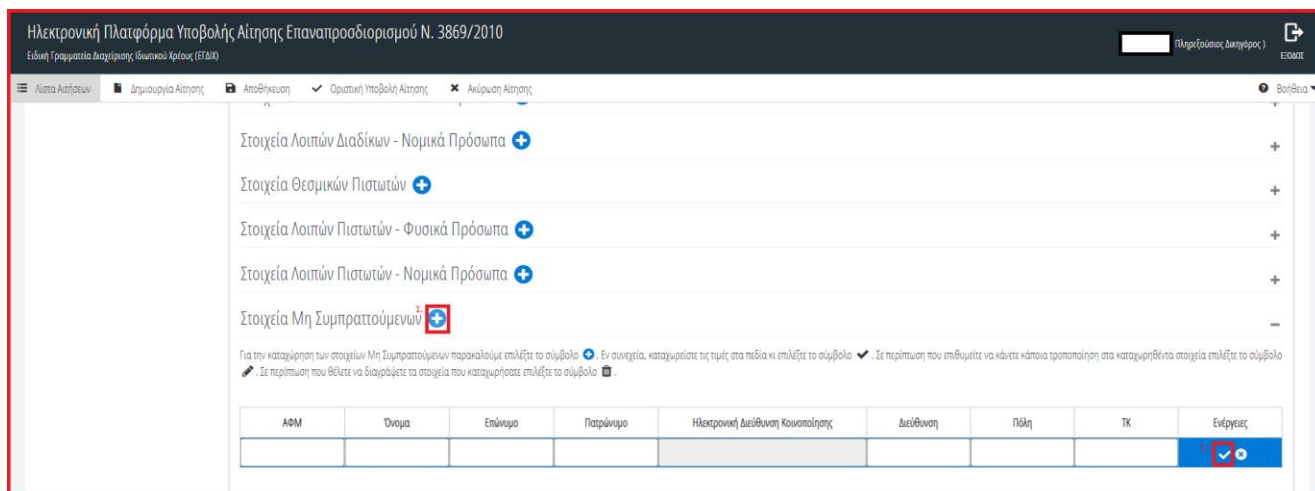 Ηλεκτρονική Πλατφόρμα Υποβολής Αίτησης Επαναπροσδιορισμού Ν. 3869/2010
Ειδική Γραμματεία Διαχείρισης Ιδιωτικού Χρέους (ΕΓΔΙΧ)
Πληρεξούσιος Δικηγόρος )
ΕΞΟΔΟΣ
Λίστα Αιτήσεων Δημιουργία Αίτησης Αποθήκευση Οριστική Υποβολή Αίτησης Ακύρωση Αίτησης Βοήθεια
Στοιχεία Λοιπών Διαδίκων - Νομικά Πρόσωπα
Στοιχεία Θεσμικών Πιστωτών
Στοιχεία Λοιπών Πιστωτών - Φυσικά Πρόσωπα
Στοιχεία Λοιπών Πιστωτών - Νομικά Πρόσωπα
Στοιχεία Μη Συμπραττούμενων 1.
Για την καταχώρηση των στοιχείων Μη Συμπραττούμενων παρακαλούμε επιλέξτε το σύμβολο . Εν συνεχεία, καταχωρείστε τις τιμές στα πεδία κι επιλέξτε το σύμβολο . Σε περίπτωση που επιθυμείτε να κάνετε κάποια τροποποίηση στα καταχωρηθέντα στοιχεία επιλέξτε το σύμβολο
. Σε περίπτωση που θέλετε να διαγράψετε τα στοιχεία που καταχωρήσατε επιλέξτε το σύμβολο .
ΑΦΜ Όνομα Επώνυμο Πατρώνυμο Ηλεκτρονική Διεύθυνση Κοινοποίησης Διεύθυνση Πόλη ΤΚ Ενέργειες